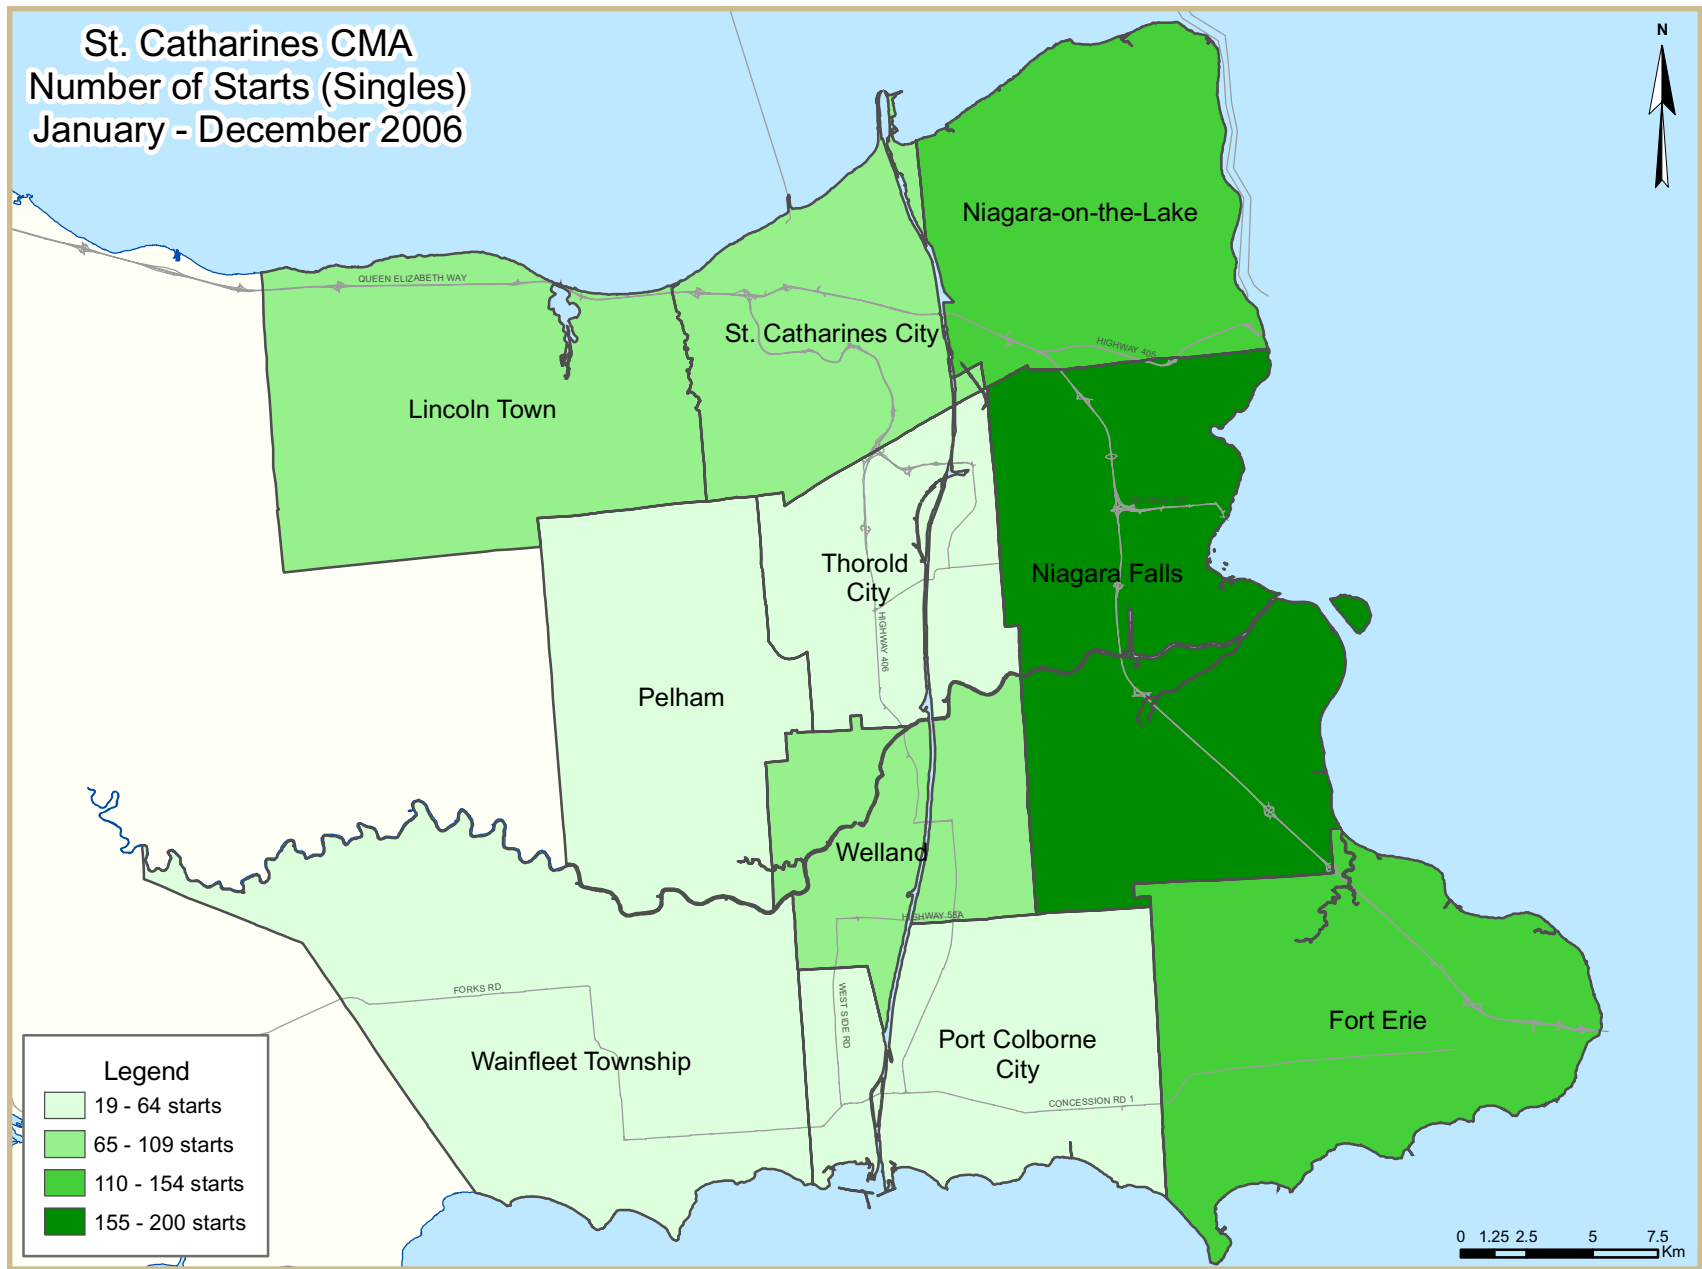 St. Catharines CMA
Number of Starts (Singles)
January - December 2006
N
Niagara-on-the-Lake
QUEEN ELIZABETH WAY
St. Catharines City
HIGHWAY 405
Lincoln Town
Thorold
City
Niagara Falls
HIGHWAY 406
Pelham
Welland
HIGHWAY 58A
FORKS RD
WEST SIDE RD
Fort Erie
Port Colborne
City
Wainfleet Township
CONCESSION RD 1
Legend
19 - 64 starts
65 - 109 starts
110 - 154 starts
155 - 200 starts
0 1.25 2.5 5 7.5
Km